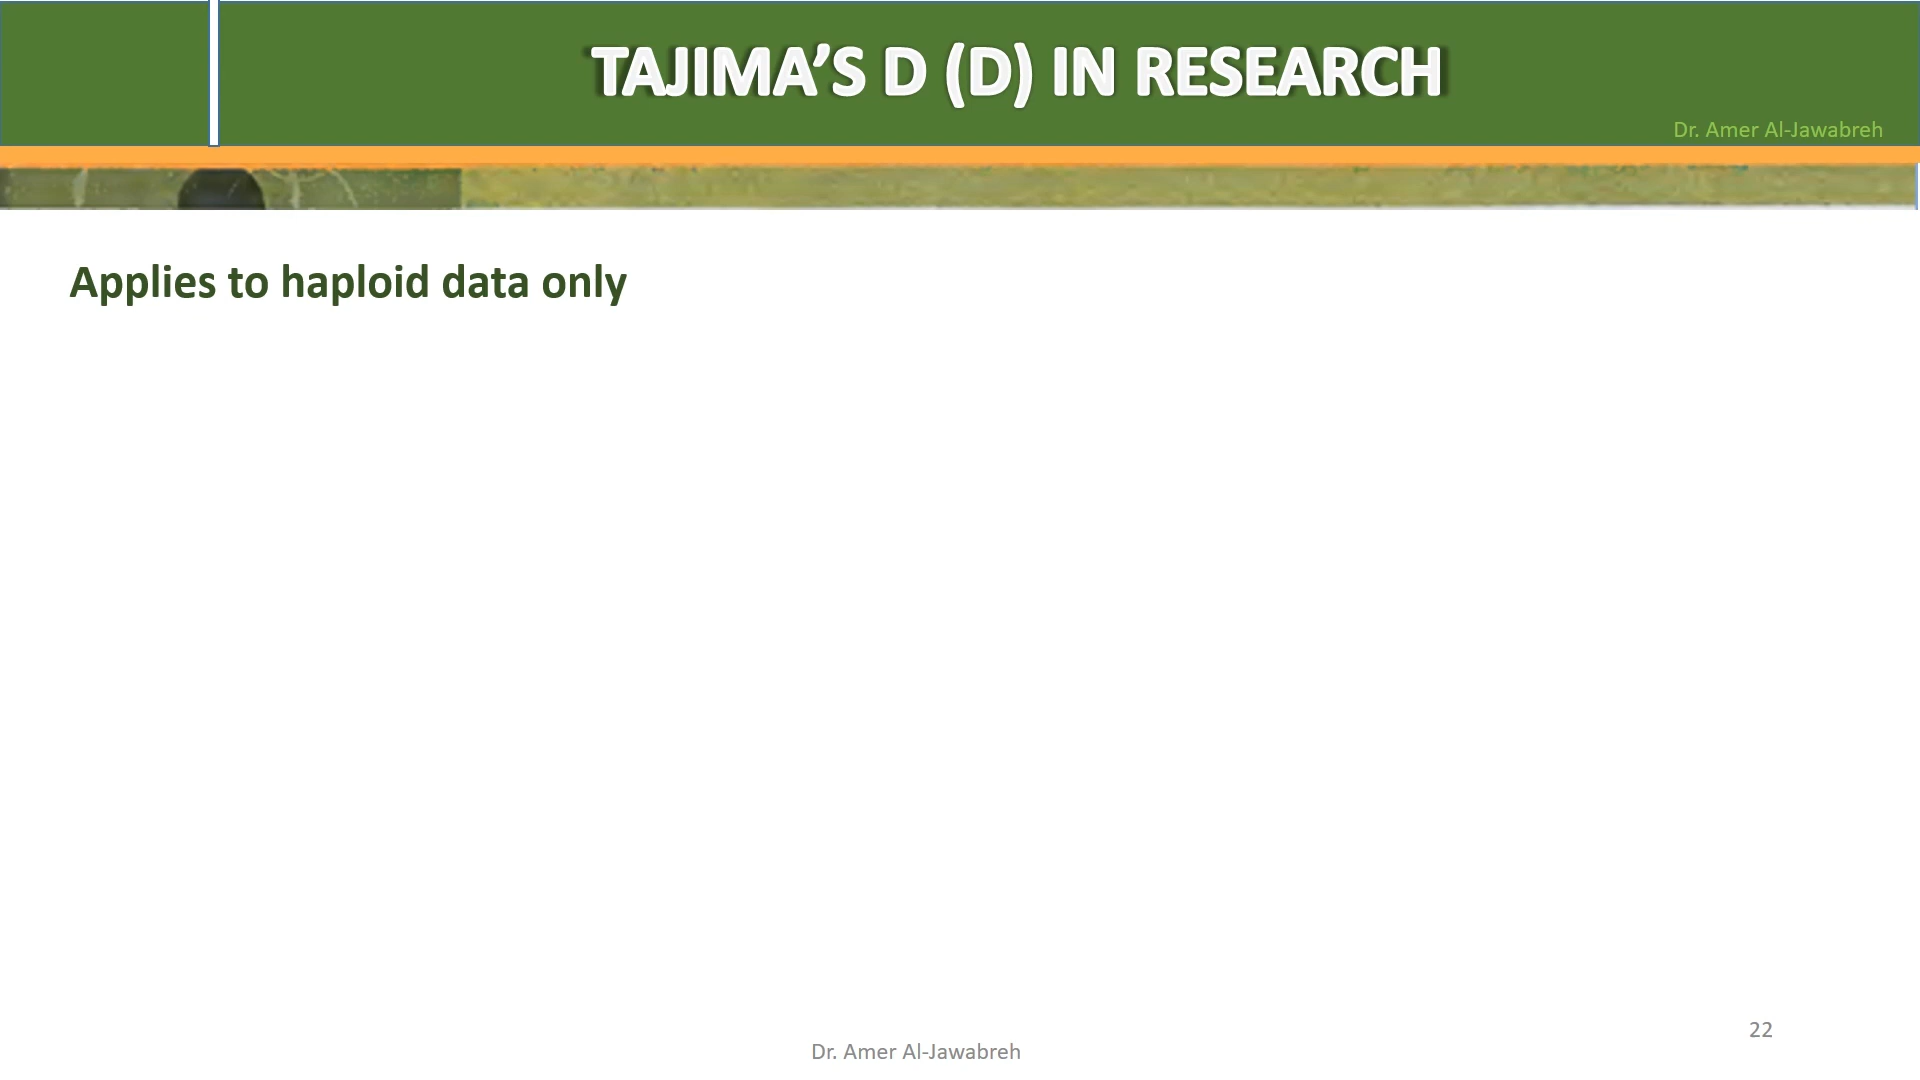 TAJIMA’S D (D) IN RESEARCH
Dr. Amer Al-Jawabreh
Applies to haploid data only
22
Dr. Amer Al-Jawabreh